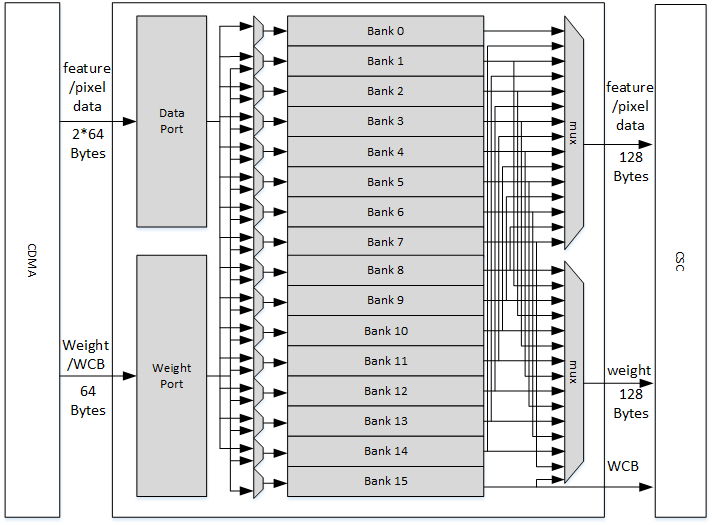 CDMA
feature
/pixel
data
2*64
Bytes
Weight
/WCB
64
Bytes
Data
Port
Weight
Port
Bank 0
Bank 1
Bank 2
Bank 3
Bank 4
Bank 5
Bank 6
Bank 7
Bank 8
Bank 9
Bank 10
Bank 11
Bank 12
Bank 13
Bank 14
Bank 15
mux
mux
feature
/pixel
data
128
Bytes
weight
128
Bytes
WCB
CSC